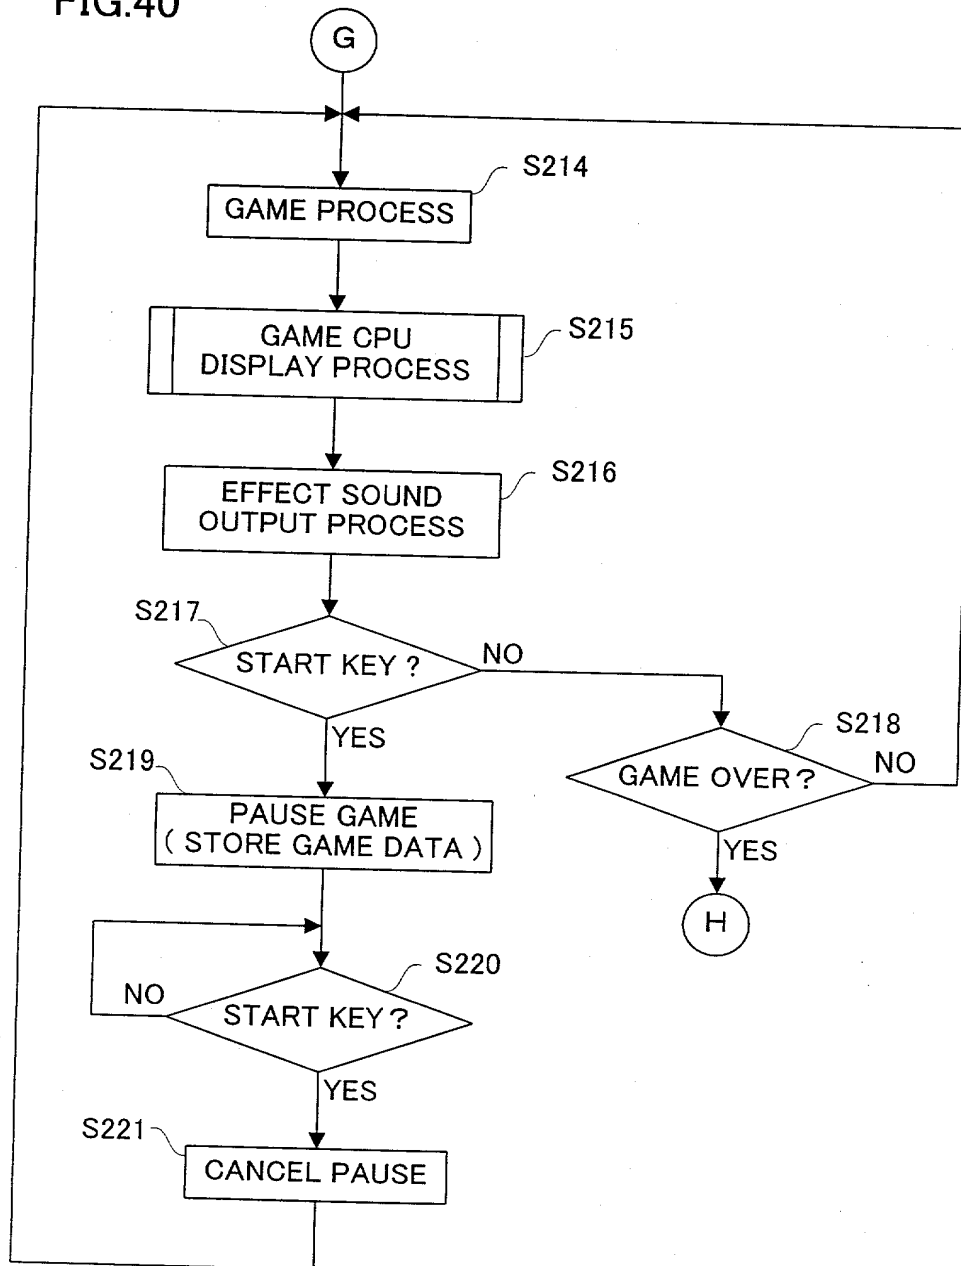 FIG.40
G
S214
GAME PROCESS
S215
GAME CPU
DISPLAY PROCESS
S216
EFFECT SOUND
OUTPUT PROCESS
S217
START KEY ?
NO
YES
S218
GAME OVER ?
NO
YES
H
S219
PAUSE GAME
( STORE GAME DATA )
S220
START KEY ?
NO
YES
S221
CANCEL PAUSE